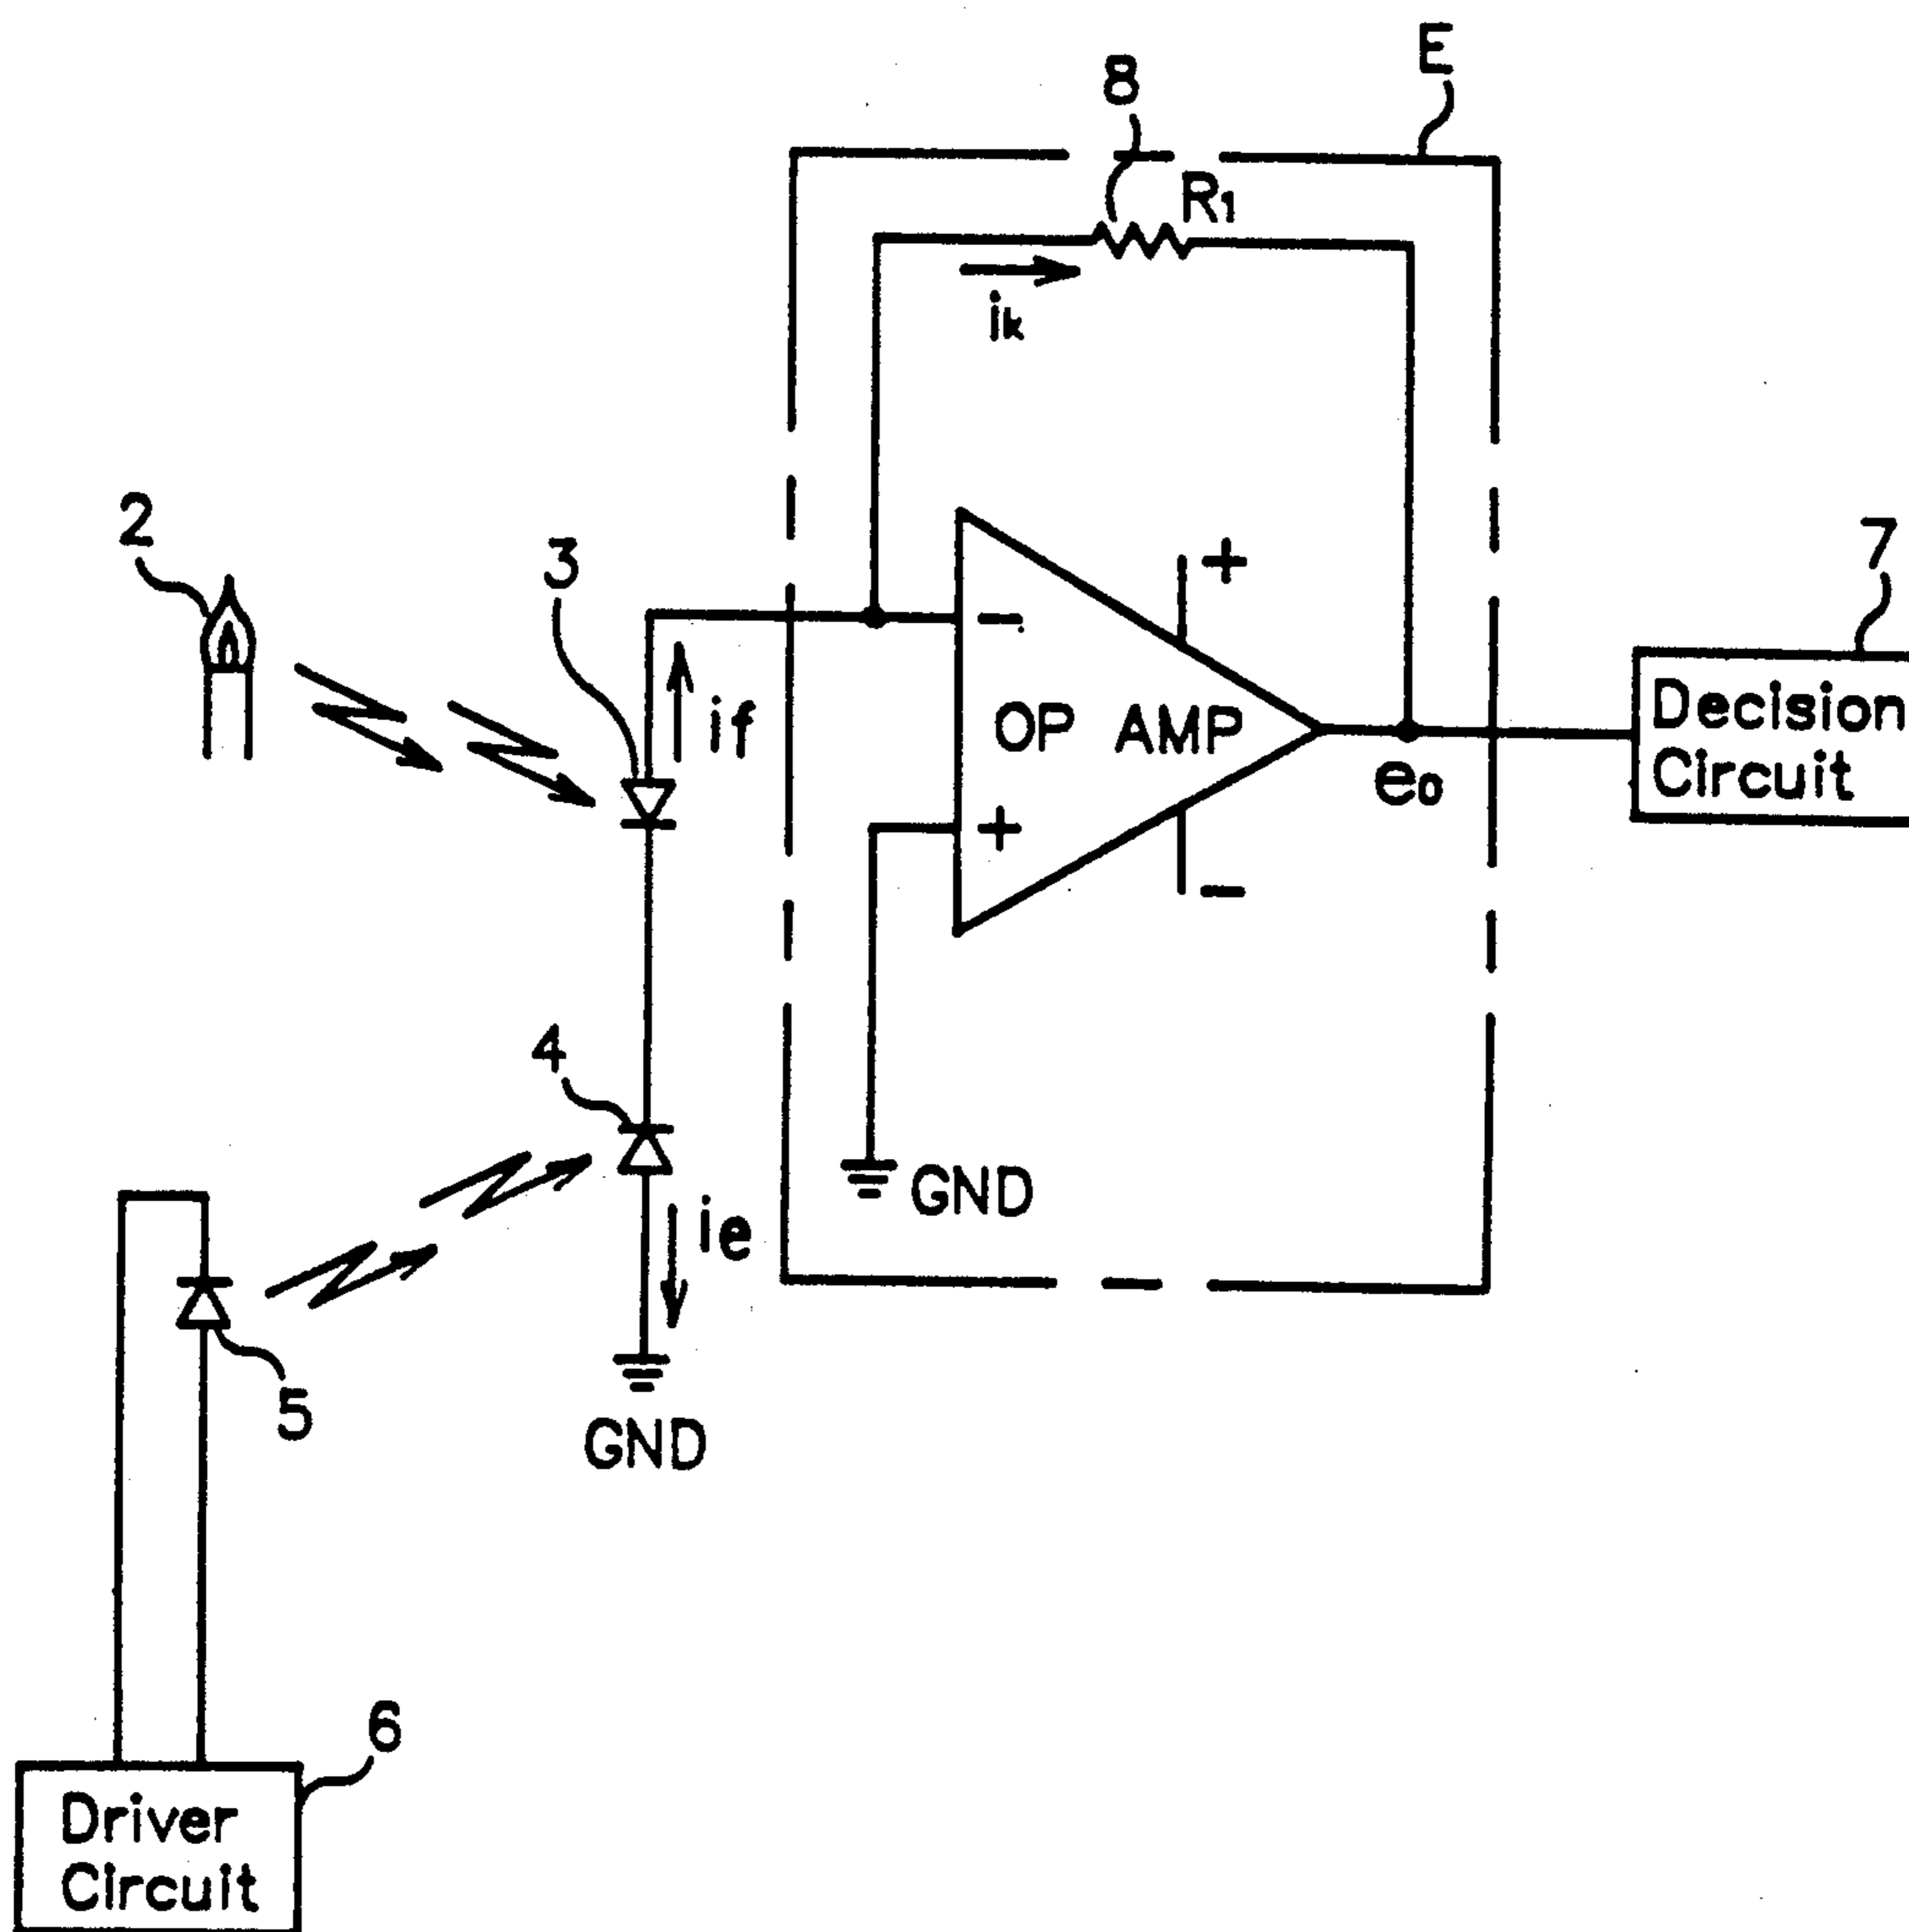 E
8
R1
ik
2
3
7
if
-
+
OP AMP
Decision
Circuit
e0
+
-
4
GND
ie
5
GND
6
Driver
Circuit